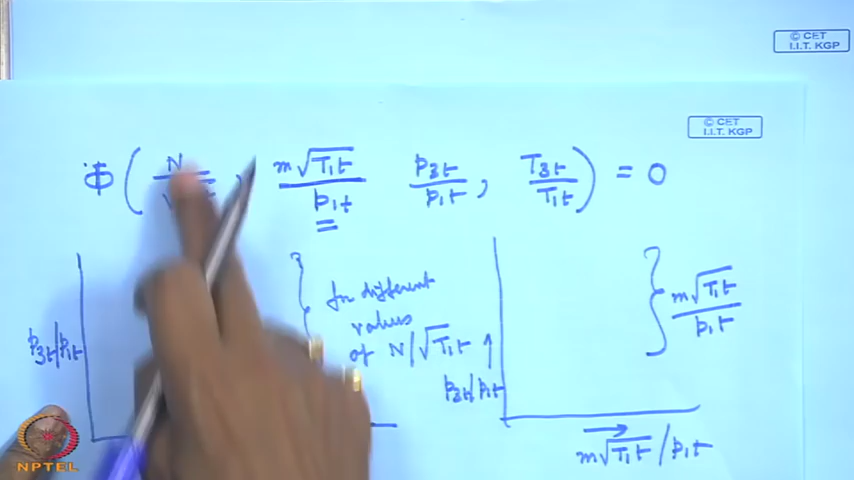 © CET
I.I.T. KGP
© CET
I.I.T. KGP
Φ ( N , m√T1t / p1t p3t / p1t , T3t / T1t ) = 0
p3t/p1t
for different
values
of N/√T1t
p3t/p1t
m√T1t / p1t
m√T1t / p1t
NPTEL